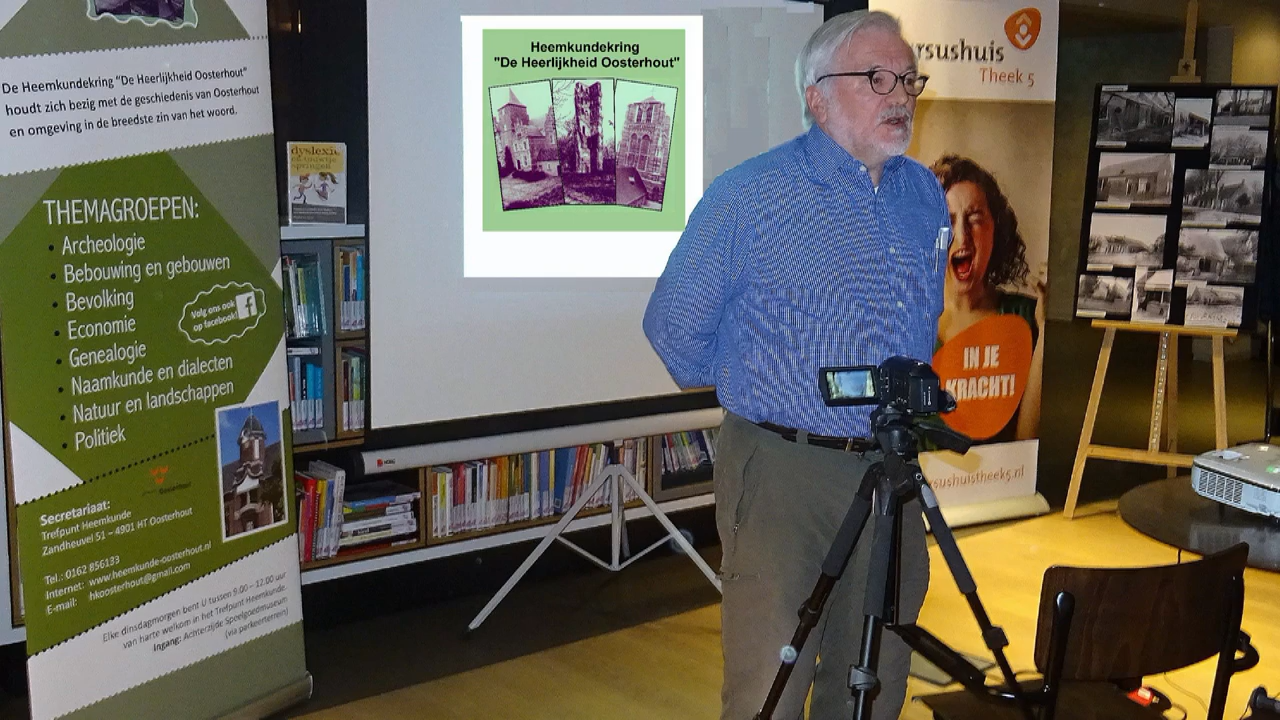 De Heemkundekring "De Heerlijkheid Oosterhout"
houdt zich bezig met de geschiedenis van Oosterhout
en omgeving in de breedste zin van het woord.
THEMAGROEPEN:
• Archeologie
• Bebouwing en gebouwen
• Bevolking
• Economie
• Genealogie
• Naamkunde en dialecten
• Natuur en landschappen
• Politiek
Volg ons ook
op facebook!
f
Secretariaat:
Trefpunt Heemkunde
Zandheuvel 51 – 4901 HT Oosterhout
Tel.: 0162 856133
Internet: www.heemkunde-oosterhout.nl
E-mail: hkoosterhout@gmail.com
Elke dinsdagmorgen bent U tussen 9.00 – 12.00 uur
van harte welkom in het Trefpunt Heemkunde.
Ingang: Achterzijde Speelgoedmuseum
(via parkeerterrein)
dyslexie
Heemkundekring
"De Heerlijkheid Oosterhout"
rsushuis
Theek 5
IN JE
KRACHT!
rsushuistheek5.nl